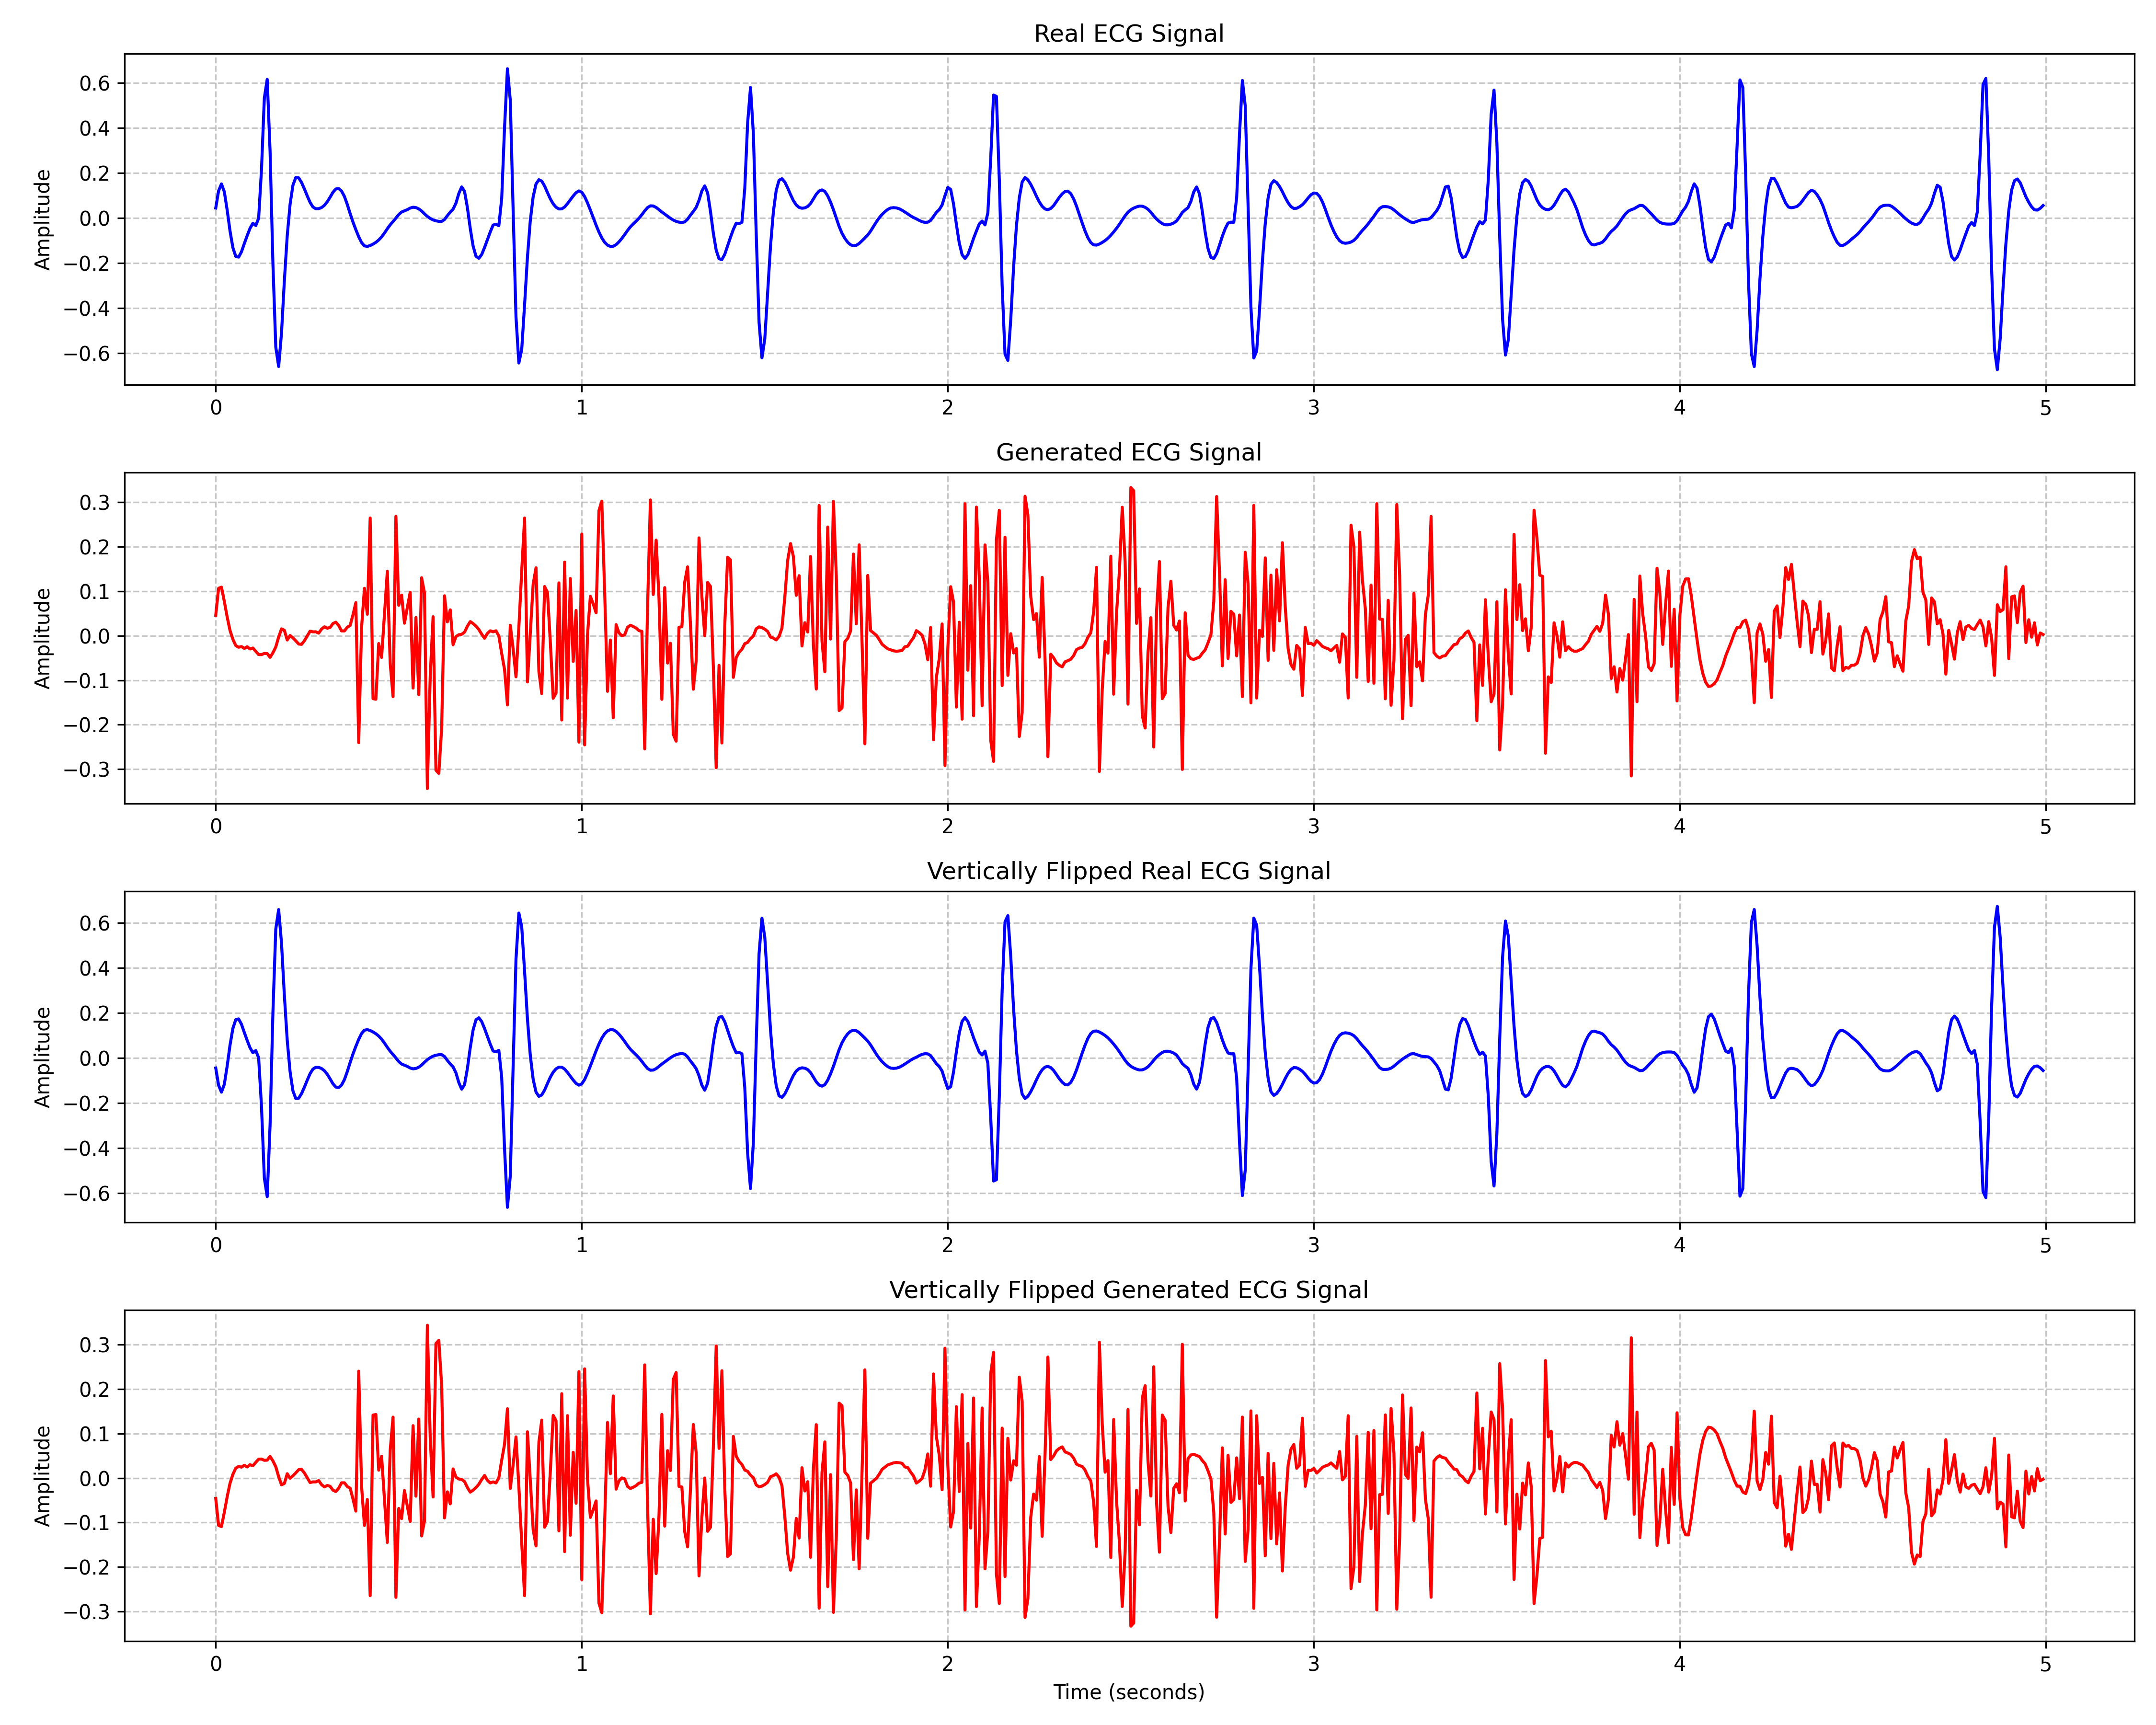 Real ECG Signal
Amplitude
0.6
0.4
0.2
0.0
−0.2
−0.4
−0.6
0 1 2 3 4 5
Generated ECG Signal
Amplitude
0.3
0.2
0.1
0.0
−0.1
−0.2
−0.3
0 1 2 3 4 5
Vertically Flipped Real ECG Signal
Amplitude
0.6
0.4
0.2
0.0
−0.2
−0.4
−0.6
0 1 2 3 4 5
Vertically Flipped Generated ECG Signal
Amplitude
0.3
0.2
0.1
0.0
−0.1
−0.2
−0.3
0 1 2 3 4 5
Time (seconds)